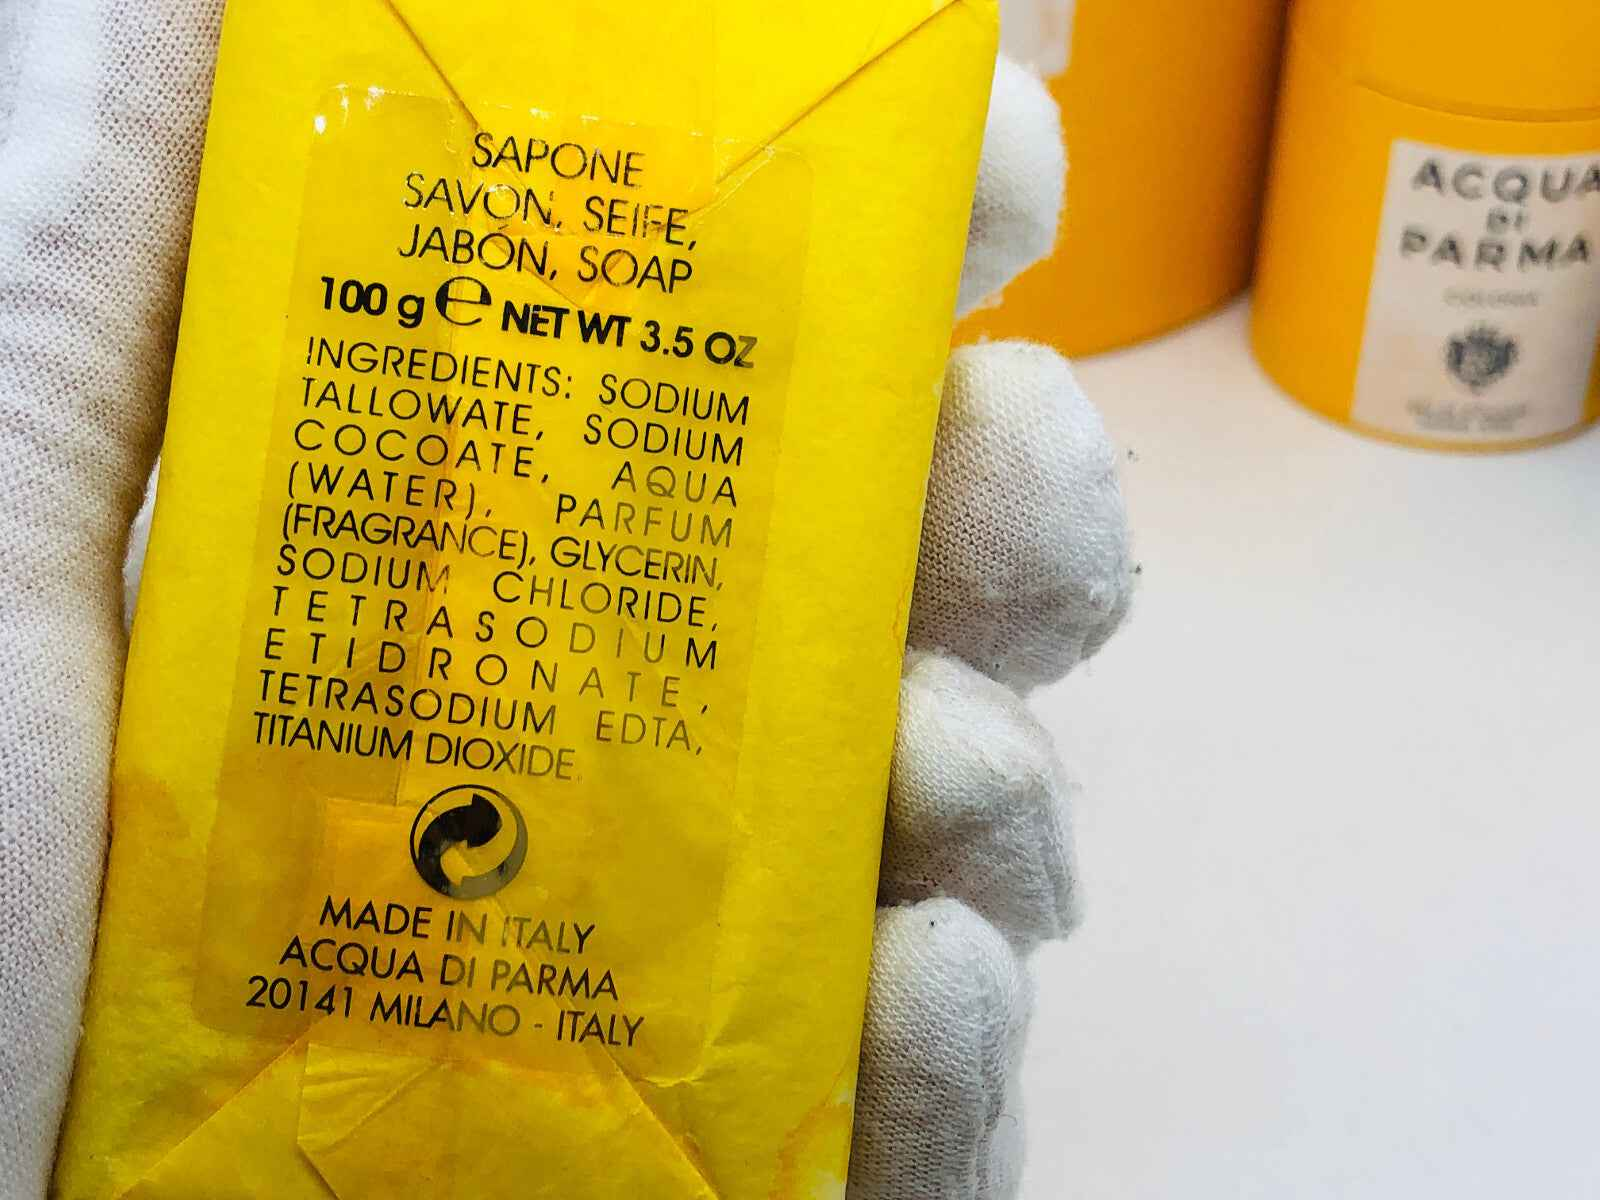 SAPONE
SAVON, SEIFE,
JABÓN, SOAP
100 g ℮ NET WT 3.5 OZ
INGREDIENTS: SODIUM
TALLOWATE, SODIUM
COCOATE, AQUA
(WATER), PARFUM
(FRAGRANCE), GLYCERIN,
SODIUM CHLORIDE,
TETRASODIUM
ETIDRONATE,
TETRASODIUM EDTA,
TITANIUM DIOXIDE.
MADE IN ITALY
ACQUA DI PARMA
20141 MILANO - ITALY
ACQUA
DI
PARMA
COLONIA